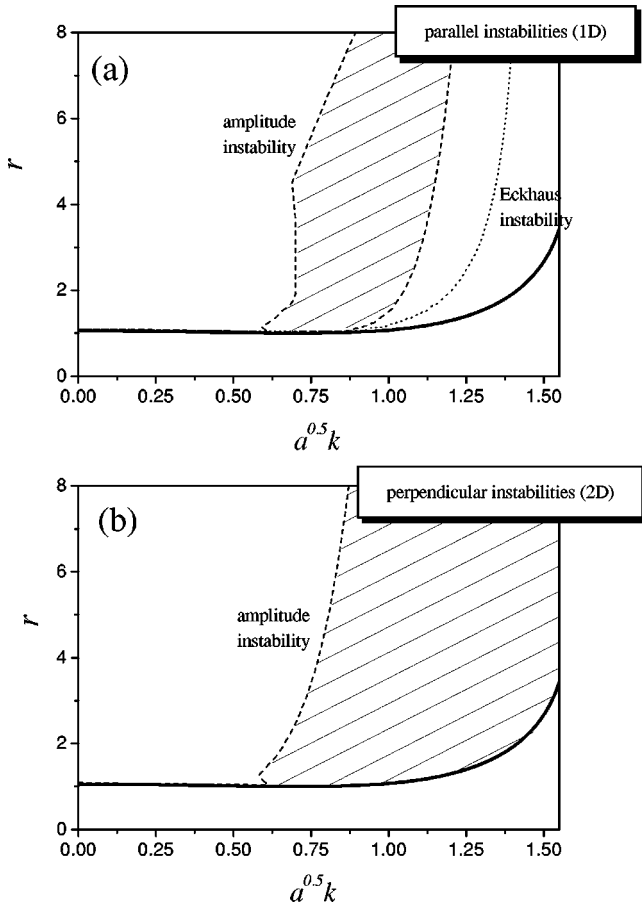 parallel instabilities (1D)
(a)
amplitude
instability
Eckhaus
instability
r
8
6
4
2
0
0.00 0.25 0.50 0.75 1.00 1.25 1.50
a^0.5 k
perpendicular instabilities (2D)
(b)
amplitude
instability
r
8
6
4
2
0
0.00 0.25 0.50 0.75 1.00 1.25 1.50
a^0.5 k